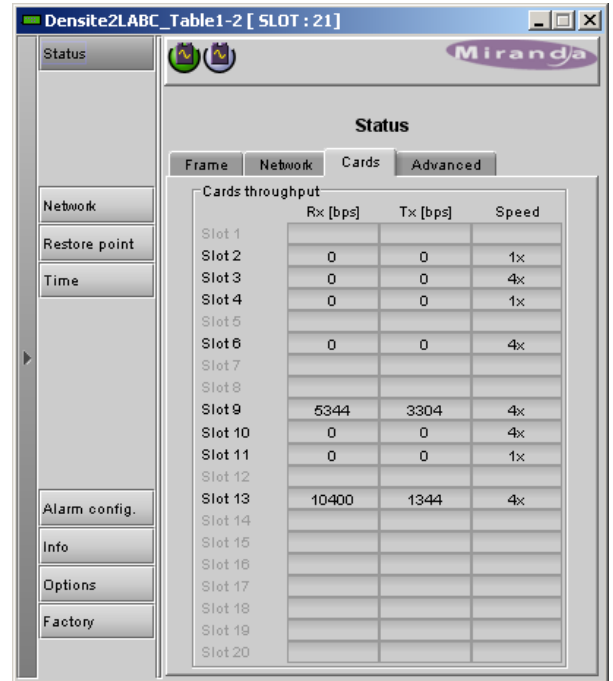 Densite2LABC_Table1-2 [ SLOT : 21]
Status
Miranda
Status
Frame Network Cards Advanced
Network
Restore point
Time
Alarm config.
Info
Options
Factory
Cards throughput
Rx [bps] Tx [bps] Speed
Slot 1
Slot 2 0 0 1x
Slot 3 0 0 4x
Slot 4 0 0 1x
Slot 5
Slot 6 0 0 4x
Slot 7
Slot 8
Slot 9 5344 3304 4x
Slot 10 0 0 4x
Slot 11 0 0 1x
Slot 12
Slot 13 10400 1344 4x
Slot 14
Slot 15
Slot 16
Slot 17
Slot 18
Slot 19
Slot 20